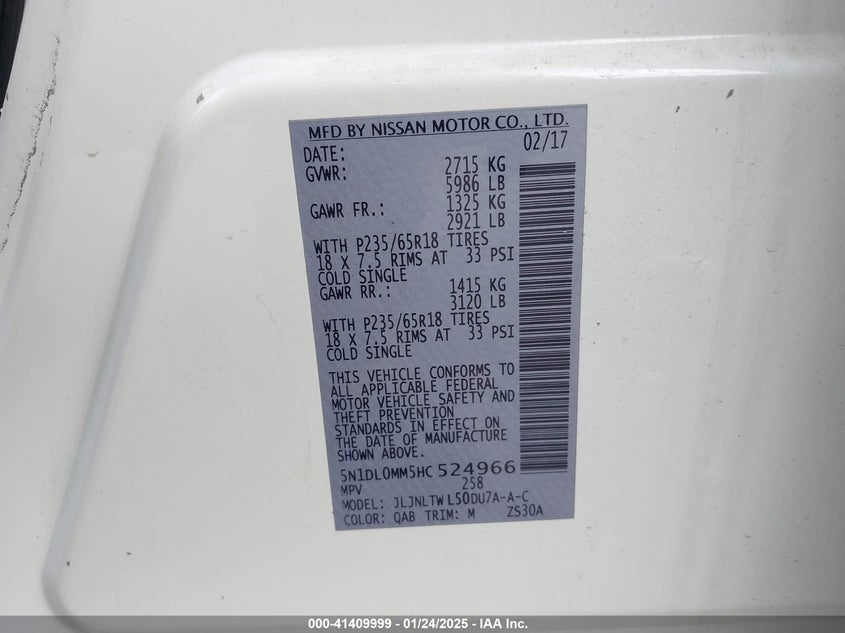 MFD BY NISSAN MOTOR CO., LTD.
DATE: 02/17
GVWR: 2715 KG
5986 LB
GAWR FR.: 1325 KG
2921 LB
WITH P235/65R18 TIRES
18 X 7.5 RIMS AT 33 PSI
COLD SINGLE
GAWR RR.: 1415 KG
3120 LB
WITH P235/65R18 TIRES
18 X 7.5 RIMS AT 33 PSI
COLD SINGLE
THIS VEHICLE CONFORMS TO
ALL APPLICABLE FEDERAL
MOTOR VEHICLE SAFETY AND
THEFT PREVENTION
STANDARDS IN EFFECT ON
THE DATE OF MANUFACTURE
SHOWN ABOVE.
5N1DL0MM5HC 524966
MPV 258
MODEL: JLJNLTW L50DU7A-A-C
COLOR: QAB TRIM: M ZS30A
000-41409999 - 01/24/2025 - IAA Inc.